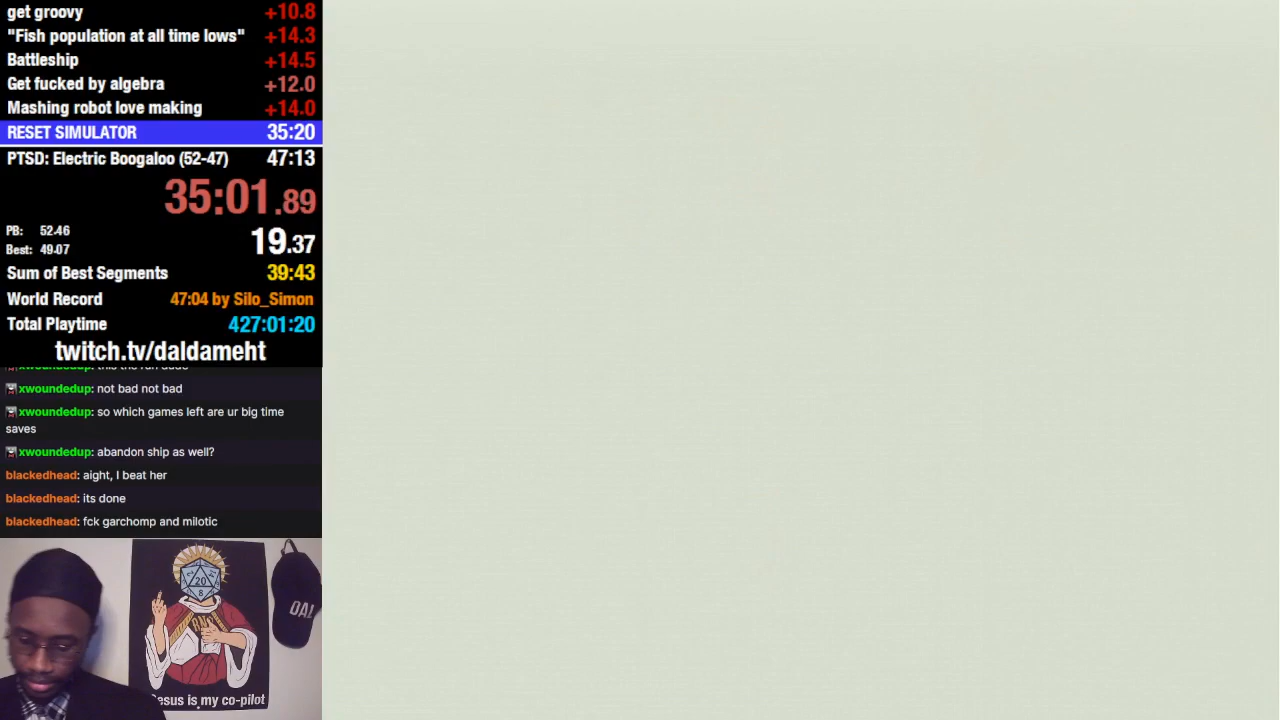 get groovy +10.8
"Fish population at all time lows" +14.3
Battleship +14.5
Get fucked by algebra +12.0
Mashing robot love making +14.0
RESET SIMULATOR 35:20
PTSD: Electric Boogaloo (52-47) 47:13
35:01.89
PB: 52.46
19.37
Best: 49.07
Sum of Best Segments 39:43
World Record 47:04 by Silo_Simon
Total Playtime 427:01:20
twitch.tv/daldameht
xwoundedup: not bad not bad
xwoundedup: so which games left are ur big time
saves
xwoundedup: abandon ship as well?
blackedhead: aight, I beat her
blackedhead: its done
blackedhead: fck garchomp and milotic
20
8
DAL
Jesus is my co-pilot